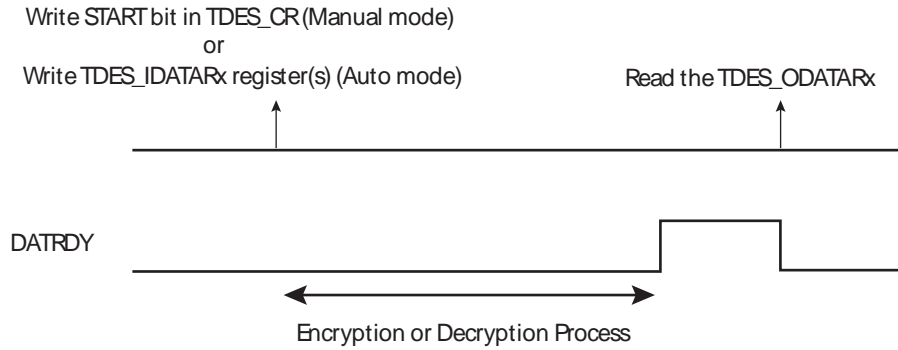 Write START bit in TDES_CR (Manual mode)
or
Write TDES_IDATARx register(s) (Auto mode)
Read the TDES_ODATARx
DATRDY
Encryption or Decryption Process